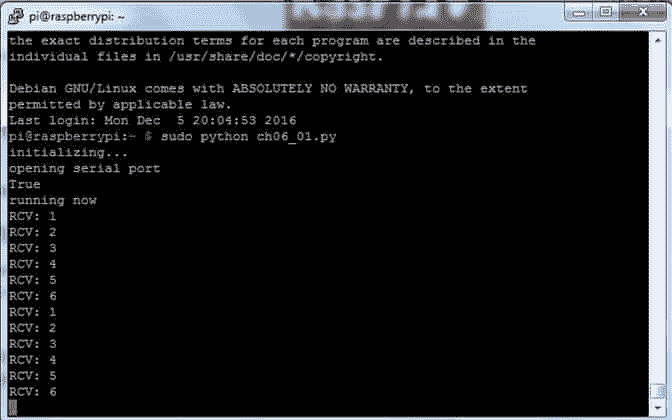 pi@raspberrypi: ~
the exact distribution terms for each program are described in the
individual files in /usr/share/doc/*/copyright.
Debian GNU/Linux comes with ABSOLUTELY NO WARRANTY, to the extent
permitted by applicable law.
Last login: Mon Dec  5 20:04:53 2016
pi@raspberrypi:~ $ sudo python ch06_01.py
initializing...
opening serial port
True
running now
RCV: 1
RCV: 2
RCV: 3
RCV: 4
RCV: 5
RCV: 6
RCV: 1
RCV: 2
RCV: 3
RCV: 4
RCV: 5
RCV: 6